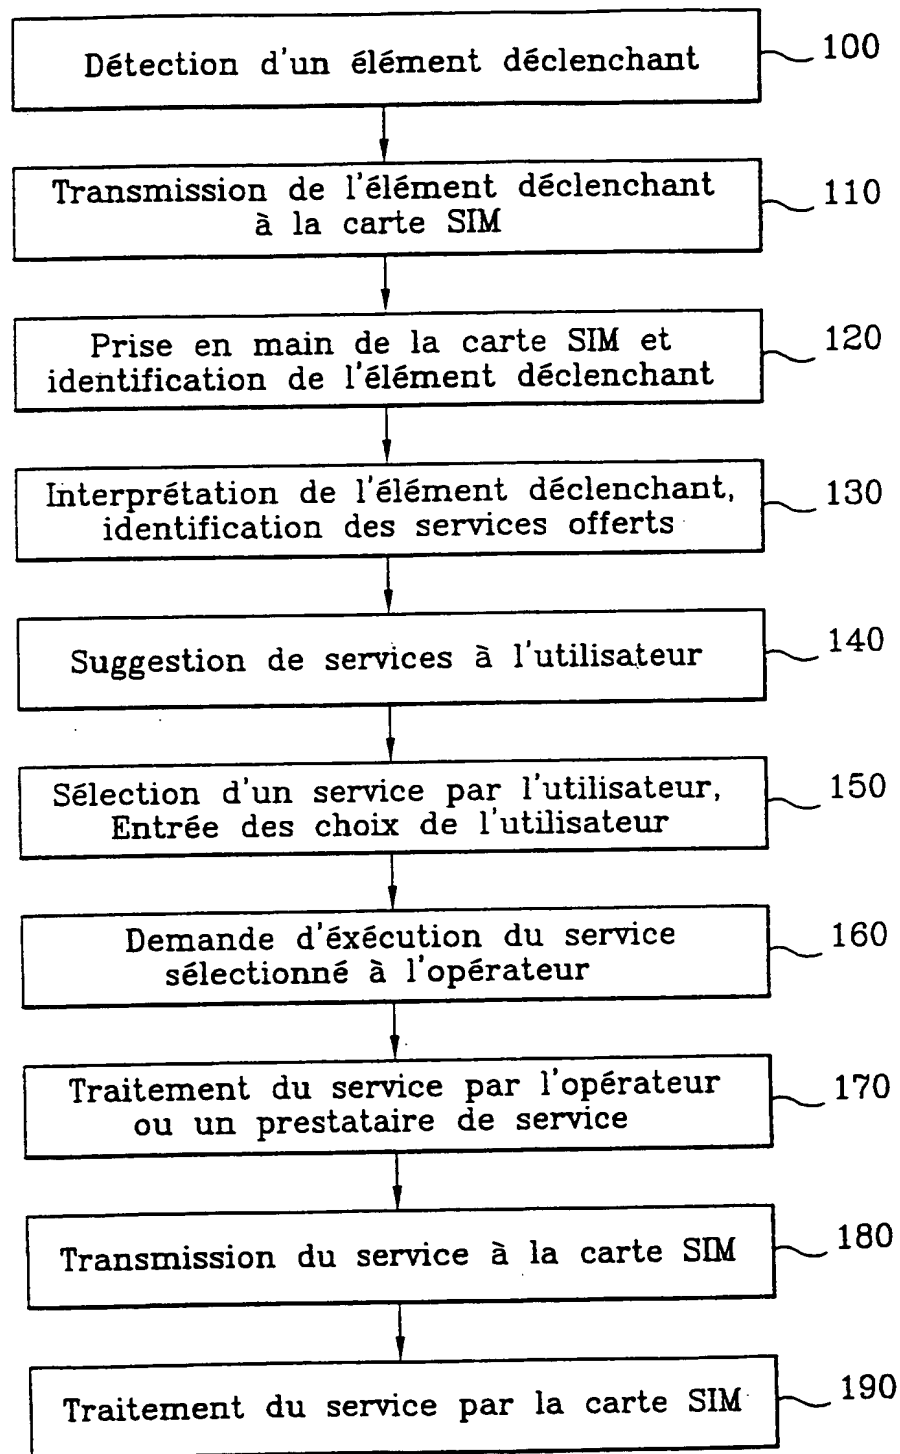 Détection d'un élément déclenchant
100
Transmission de l'élément déclenchant
à la carte SIM
110
Prise en main de la carte SIM et
identification de l'élément déclenchant
120
Interprétation de l'élément déclenchant,
identification des services offerts
130
Suggestion de services à l'utilisateur
140
Sélection d'un service par l'utilisateur,
Entrée des choix de l'utilisateur
150
Demande d'éxécution du service
sélectionné à l'opérateur
160
Traitement du service par l'opérateur
ou un prestataire de service
170
Transmission du service à la carte SIM
180
Traitement du service par la carte SIM
190